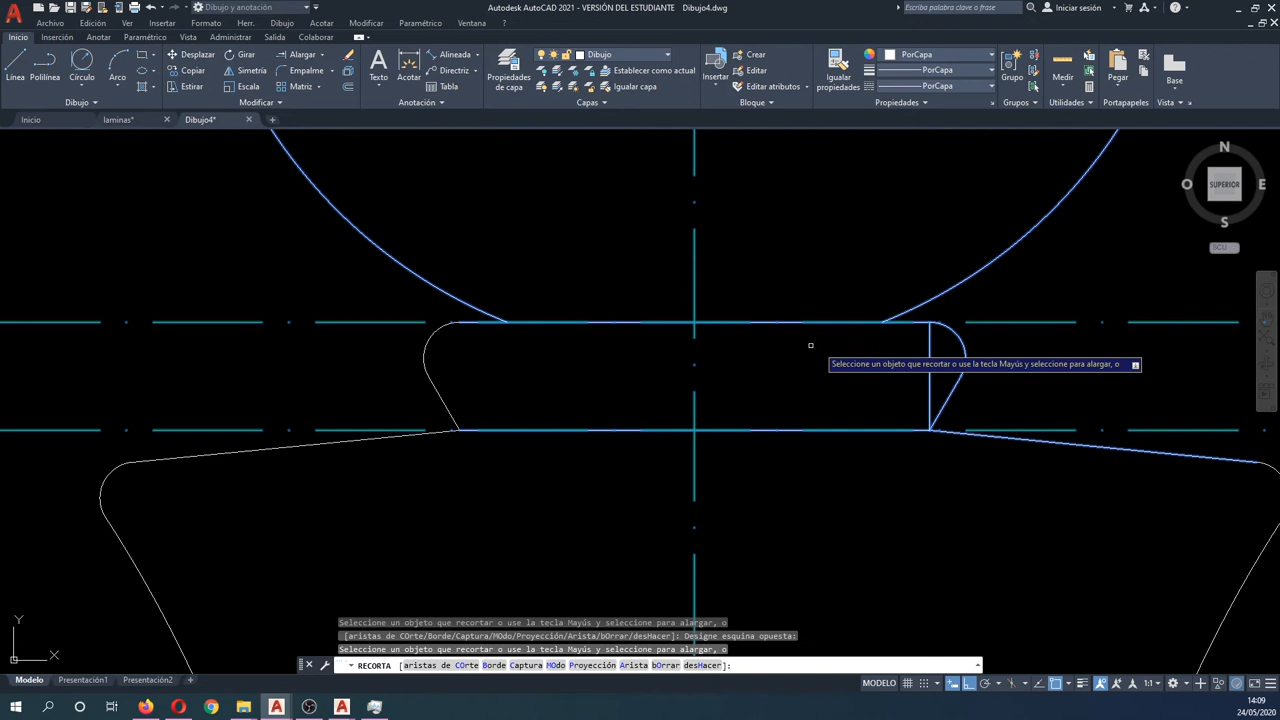 Dibujo y anotación
Autodesk AutoCAD 2021 - VERSIÓN DEL ESTUDIANTE Dibujo4.dwg
Escriba palabra clave o frase
Iniciar sesión
Archivo Edición Ver Insertar Formato Herr. Dibujo Acotar Modificar Paramétrico Ventana ?
Inicio Inserción Anotar Paramétrico Vista Administrar Salida Colaborar
Línea Polilínea Círculo Arco
Desplazar Girar Alargar
Copiar Simetría Empalme
Estirar Escala Matriz
Texto Acotar
Alineada
Directriz
Tabla
Propiedades de capa
Dibujo
Establecer como actual
Igualar capa
Insertar
Crear
Editar
Editar atributos
Igualar propiedades
PorCapa
PorCapa
PorCapa
Grupo Medir Pegar Base
Dibujo Modificar Anotación Capas Bloque Propiedades Grupos Utilidades Portapapeles Vista
Inicio laminas* Dibujo4*
N
O SUPERIOR E
S
SCU
Seleccione un objeto que recortar o use la tecla Mayús y seleccione para alargar, o
Y
X
Seleccione un objeto que recortar o use la tecla Mayús y seleccione para alargar, o
[aristas de COrte/Borde/Captura/MOdo/Proyección/Arista/bOrrar/desHacer]: Designe esquina opuesta:
Seleccione un objeto que recortar o use la tecla Mayús y seleccione para alargar, o
RECORTA [aristas de COrte Borde Captura MOdo Proyección Arista bOrrar desHacer]:
Modelo Presentación1 Presentación2 +
MODELO 1:1
14:09
24/05/2020